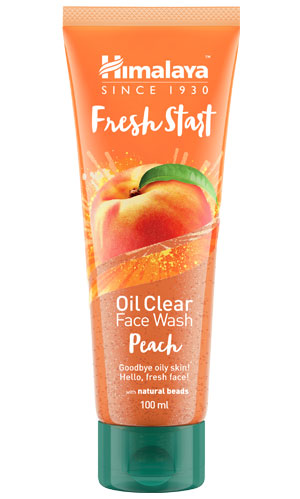 Himalaya™
SINCE 1930
Fresh Start
Oil Clear
Face Wash
Peach
Goodbye oily skin!
Hello, fresh face!
with natural beads
100 ml